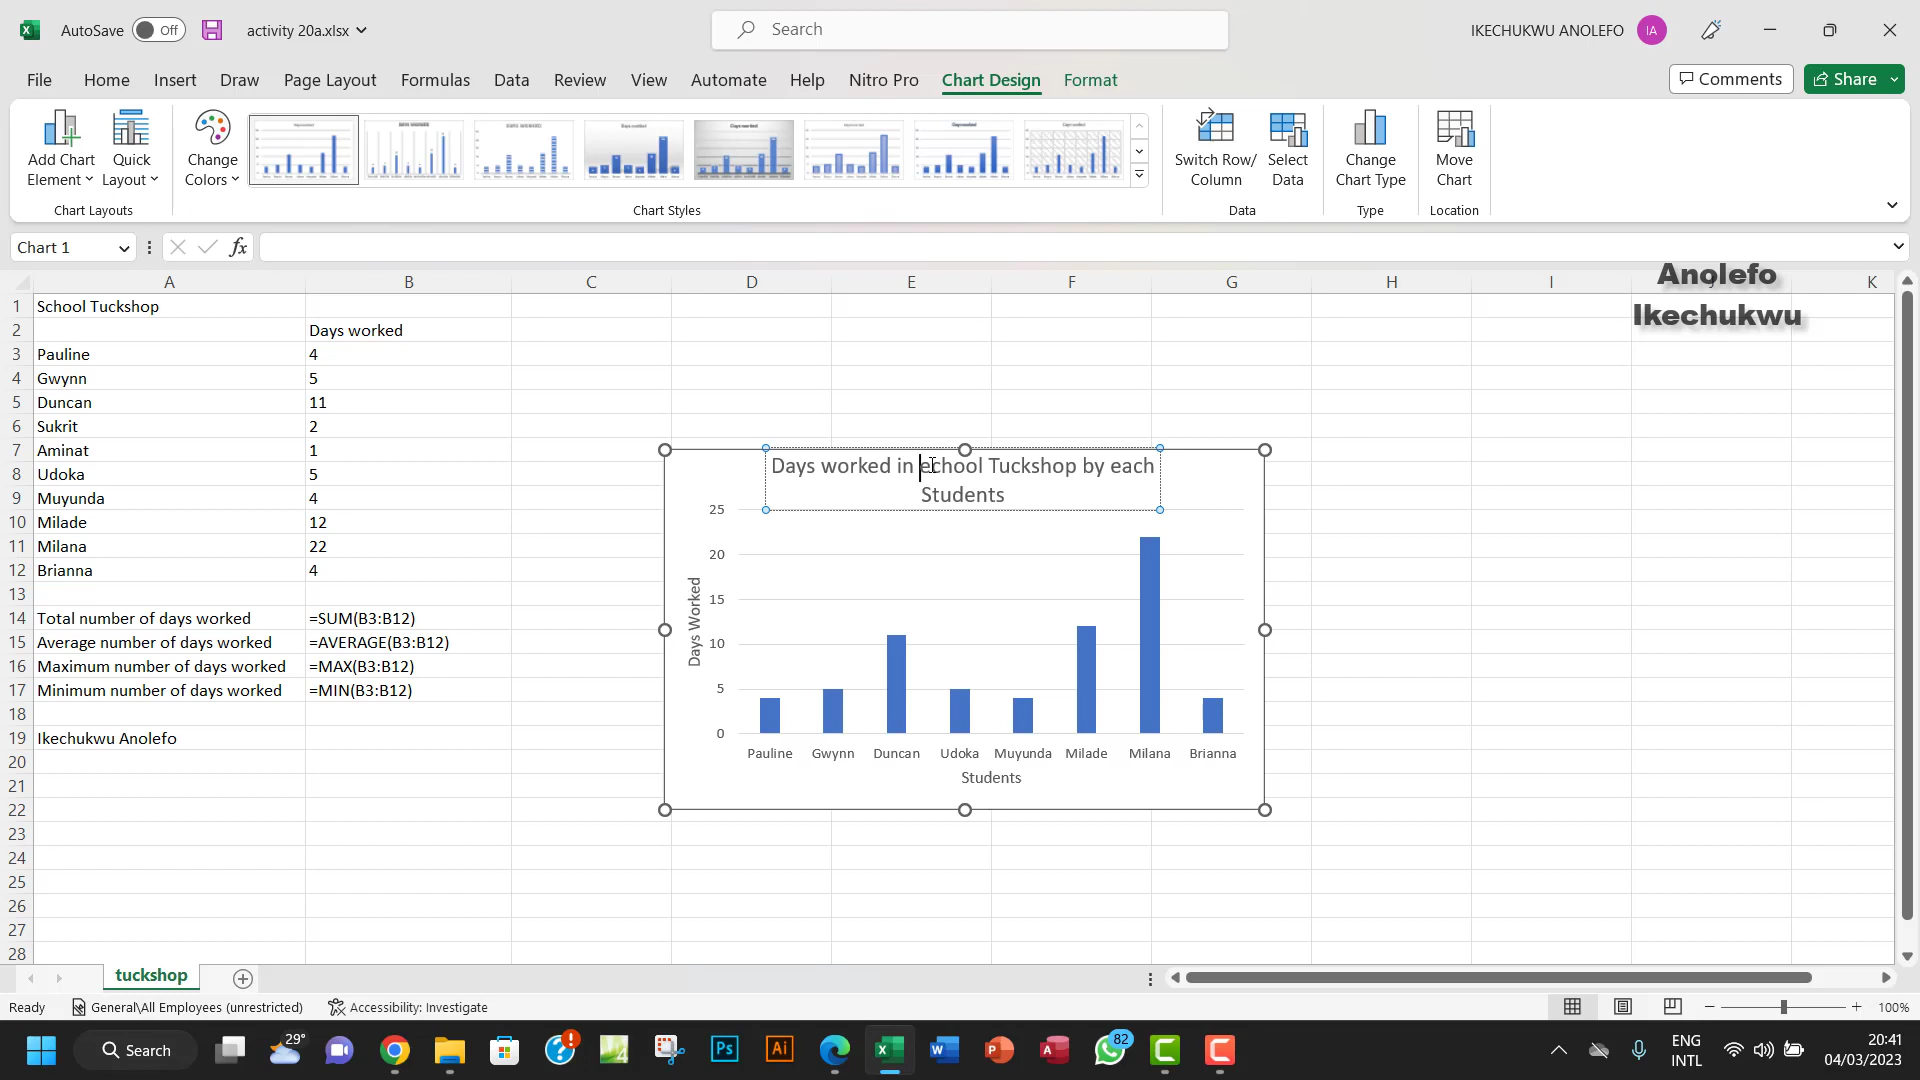 AutoSave Off activity 20a.xlsx Search IKECHUKWU ANOLEFO IA
File Home Insert Draw Page Layout Formulas Data Review View Automate Help Nitro Pro Chart Design Format Comments Share
Add Chart Element Quick Layout Change Colors Switch Row/ Column Select Data Change Chart Type Move Chart
Chart Layouts Chart Styles Data Type Location
Chart 1 fx
Anolefo
Ikechukwu
A B C D E F G H I K
1 School Tuckshop
2 Days worked
3 Pauline 4
4 Gwynn 5
5 Duncan 11
6 Sukrit 2
7 Aminat 1
8 Udoka 5
9 Muyunda 4
10 Milade 12
11 Milana 22
12 Brianna 4
13
14 Total number of days worked =SUM(B3:B12)
15 Average number of days worked =AVERAGE(B3:B12)
16 Maximum number of days worked =MAX(B3:B12)
17 Minimum number of days worked =MIN(B3:B12)
18
19 Ikechukwu Anolefo
20
21
22
23
24
25
26
27
28
Days worked in echool Tuckshop by each
Students
25
20
15
10
5
0
Days Worked
Pauline Gwynn Duncan Udoka Muyunda Milade Milana Brianna
Students
tuckshop
Ready General\All Employees (unrestricted) Accessibility: Investigate 100%
Search 29° Ps Ai 82 ENG INTL 20:41
04/03/2023